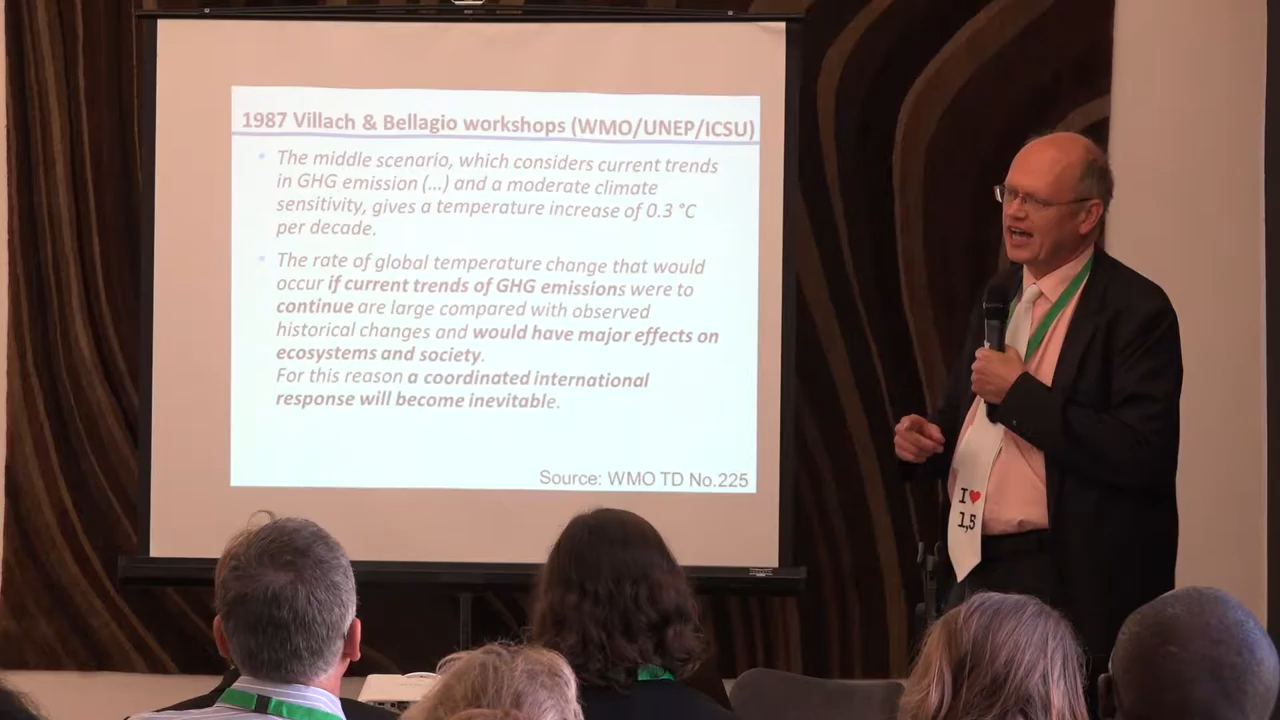 1987 Villach & Bellagio workshops (WMO/UNEP/ICSU)
• The middle scenario, which considers current trends
in GHG emission (...) and a moderate climate
sensitivity, gives a temperature increase of 0.3 °C
per decade.
• The rate of global temperature change that would
occur if current trends of GHG emissions were to
continue are large compared with observed
historical changes and would have major effects on
ecosystems and society.
For this reason a coordinated international
response will become inevitable.
Source: WMO TD No.225
I ♥
1,5